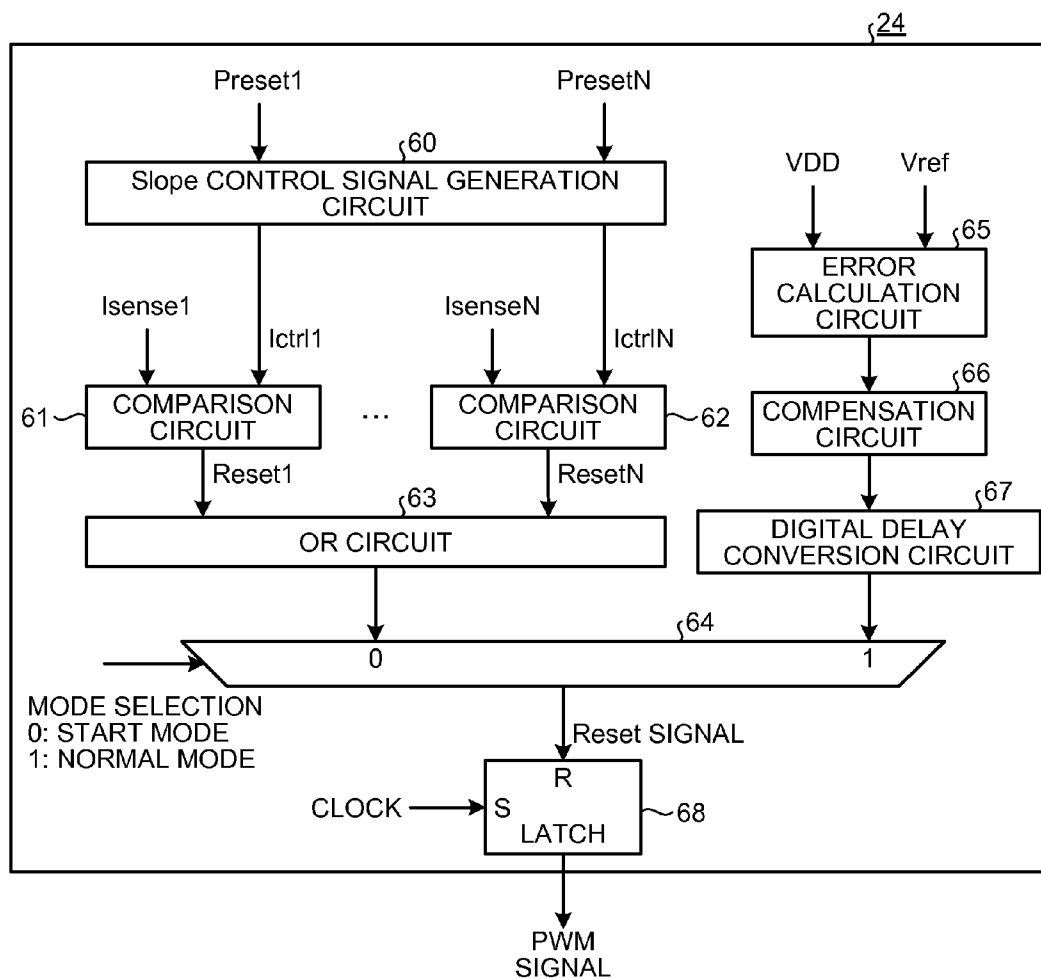 24
Preset1
PresetN
60
Slope CONTROL SIGNAL GENERATION
CIRCUIT
VDD
Vref
65
ERROR
CALCULATION
CIRCUIT
Isense1
Ictrl1
IsenseN
IctrlN
61
COMPARISON
CIRCUIT
...
COMPARISON
CIRCUIT
62
66
COMPENSATION
CIRCUIT
Reset1
ResetN
63
OR CIRCUIT
67
DIGITAL DELAY
CONVERSION CIRCUIT
64
0
1
MODE SELECTION
0: START MODE
1: NORMAL MODE
Reset SIGNAL
CLOCK
R
S
LATCH
68
PWM
SIGNAL